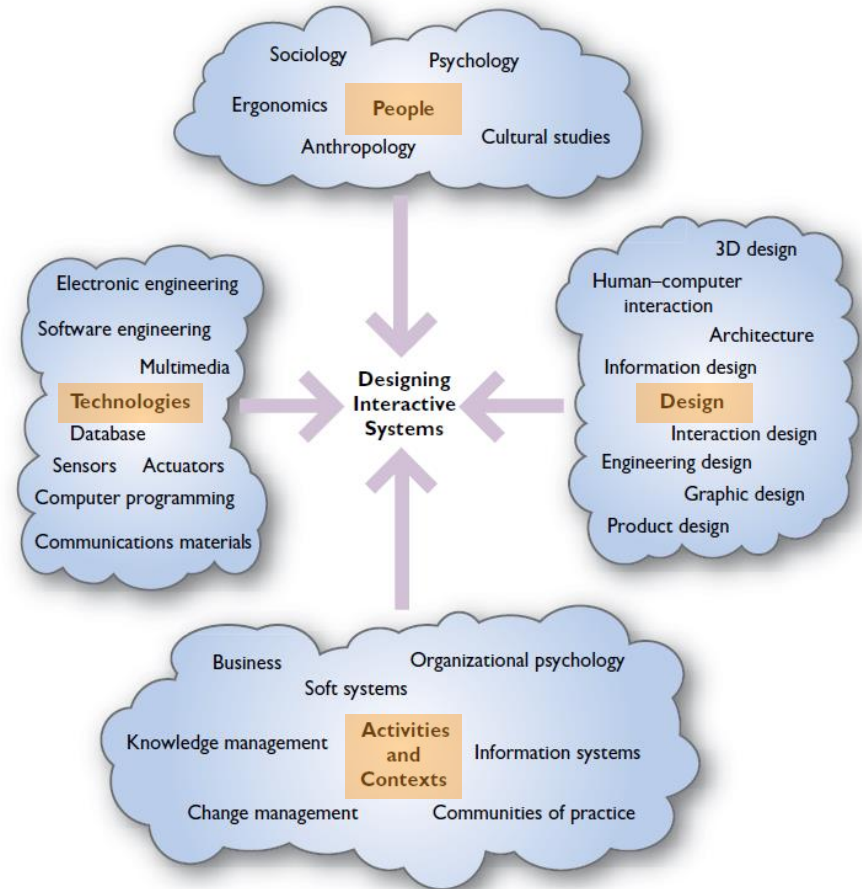 Sociology
Psychology
Ergonomics
People
Anthropology
Cultural studies
Electronic engineering
Software engineering
Multimedia
Technologies
Database
Sensors
Actuators
Computer programming
Communications materials
Designing
Interactive
Systems
3D design
Human–computer
interaction
Architecture
Information design
Design
Interaction design
Engineering design
Graphic design
Product design
Business
Organizational psychology
Soft systems
Knowledge management
Activities
and
Contexts
Information systems
Change management
Communities of practice